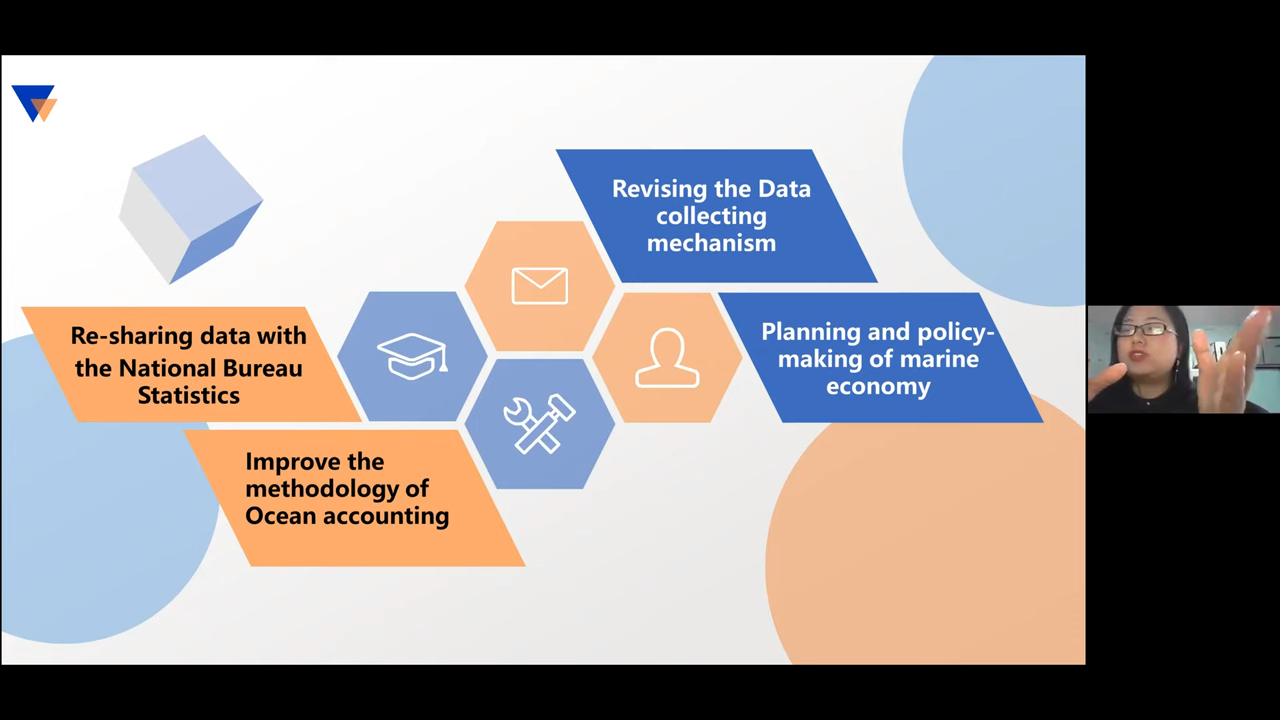 Revising the Data
collecting
mechanism
Re-sharing data with
the National Bureau
Statistics
Planning and policy-
making of marine
economy
Improve the
methodology of
Ocean accounting